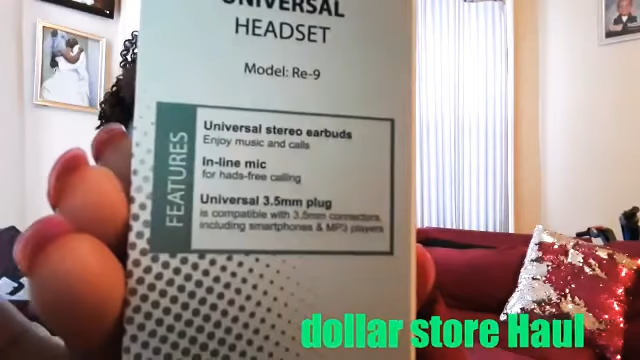 UNIVERSAL
HEADSET
Model: Re-9
FEATURES
Universal stereo earbuds
Enjoy music and calls
In-line mic
for hads-free calling
Universal 3.5mm plug
is compatible with 3.5mm connectors,
including smartphones & MP3 players
dollar store Haul